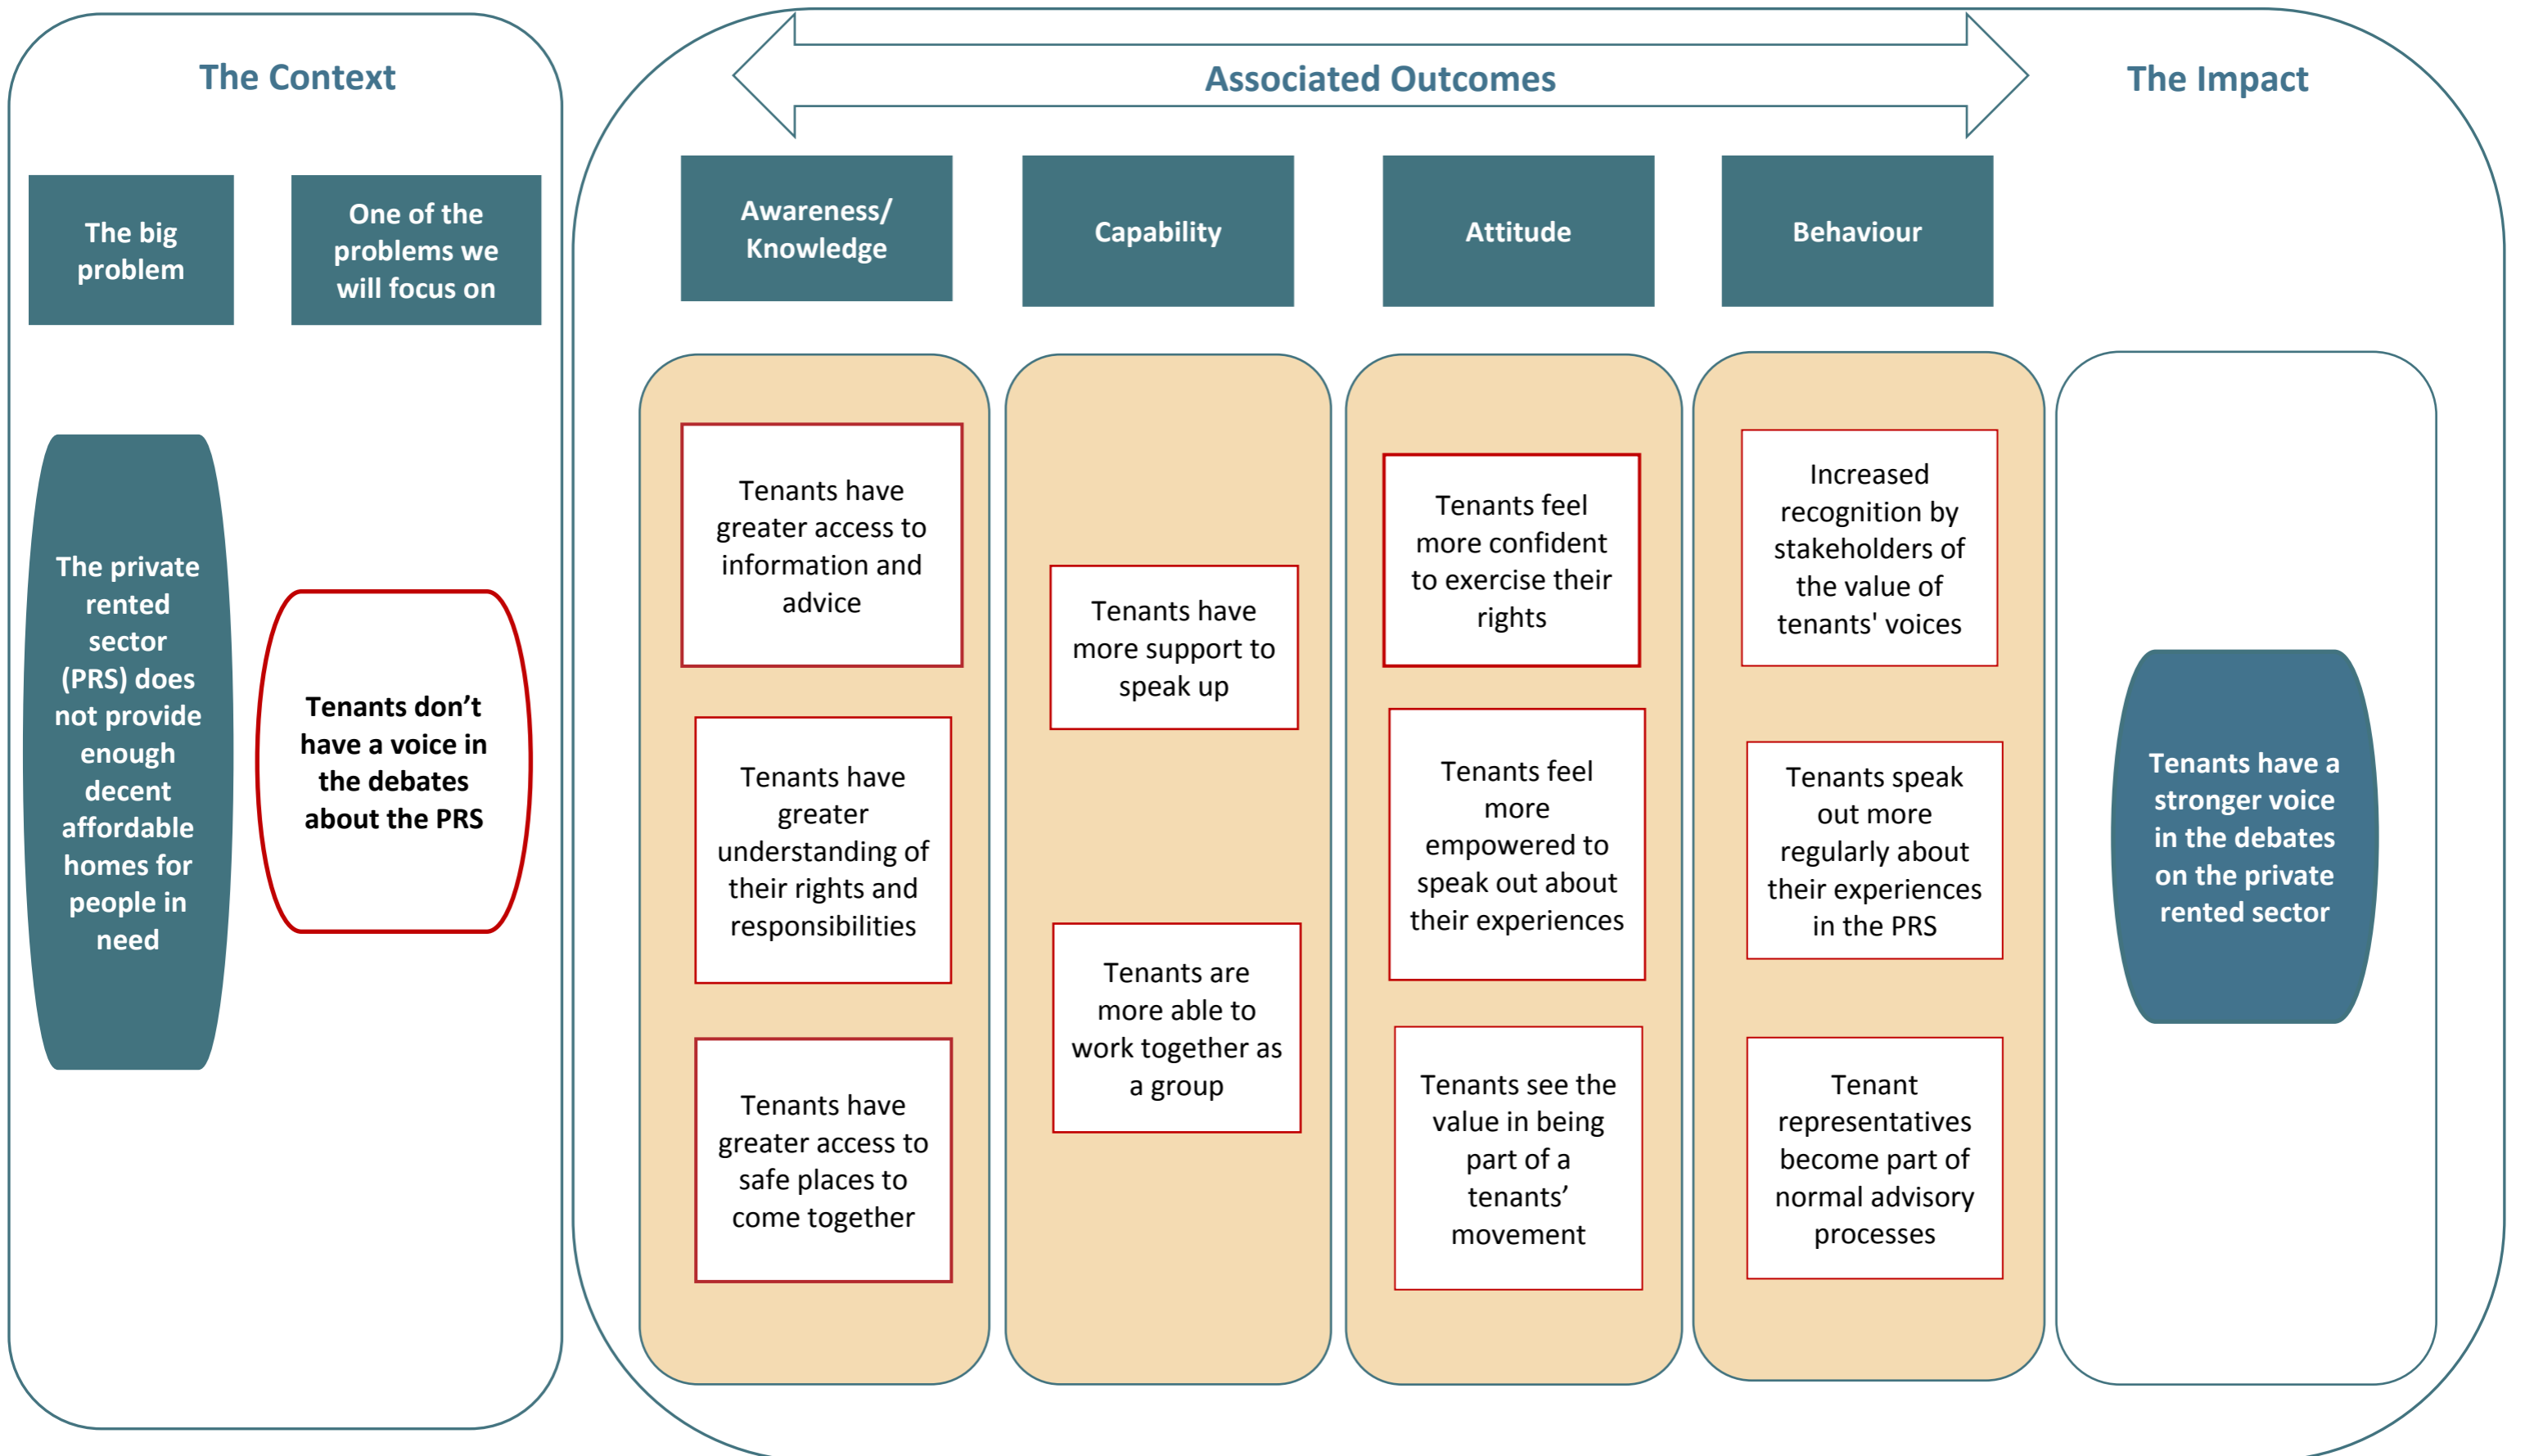 The Context
The big
problem
One of the
problems we
will focus on
The private
rented
sector
(PRS) does
not provide
enough
decent
affordable
homes for
people in
need
Tenants don’t
have a voice in
the debates
about the PRS
Associated Outcomes
The Impact
Awareness/
Knowledge
Capability
Attitude
Behaviour
Tenants have
greater access to
information and
advice
Tenants have
greater
understanding of
their rights and
responsibilities
Tenants have
greater access to
safe places to
come together
Tenants have
more support to
speak up
Tenants are
more able to
work together as
a group
Tenants feel
more confident
to exercise their
rights
Tenants feel
more
empowered to
speak out about
their experiences
Tenants see the
value in being
part of a
tenants’
movement
Increased
recognition by
stakeholders of
the value of
tenants' voices
Tenants speak
out more
regularly about
their experiences
in the PRS
Tenant
representatives
become part of
normal advisory
processes
Tenants have a
stronger voice
in the debates
on the private
rented sector